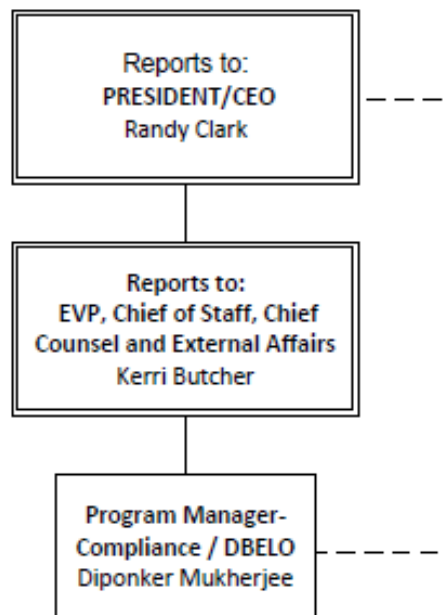 Reports to:
PRESIDENT/CEO
Randy Clark
Reports to:
EVP, Chief of Staff, Chief
Counsel and External Affairs
Kerri Butcher
Program Manager-
Compliance / DBELO
Diponker Mukherjee